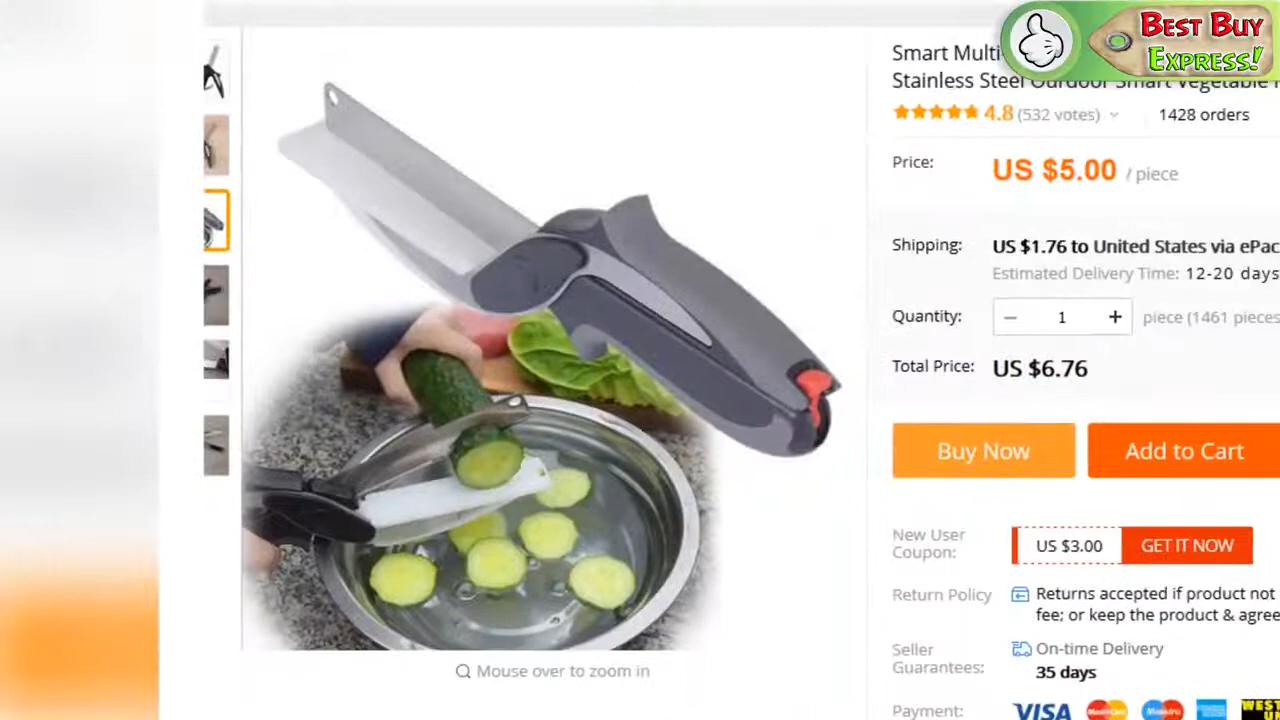 BEST BUY
EXPRESS!
Smart Multi-
Stainless Steel Outdoor Smart Vegetable
4.8 (532 votes) 1428 orders
Price: US $5.00 / piece
Shipping: US $1.76 to United States via ePac
Estimated Delivery Time: 12-20 days
Quantity: − 1 + piece (1461 pieces
Total Price: US $6.76
Buy Now Add to Cart
New User
Coupon: US $3.00 GET IT NOW
Return Policy Returns accepted if product not
fee; or keep the product & agree
Seller
Guarantees: On-time Delivery
35 days
Mouse over to zoom in
Payment: VISA MasterCard Maestro